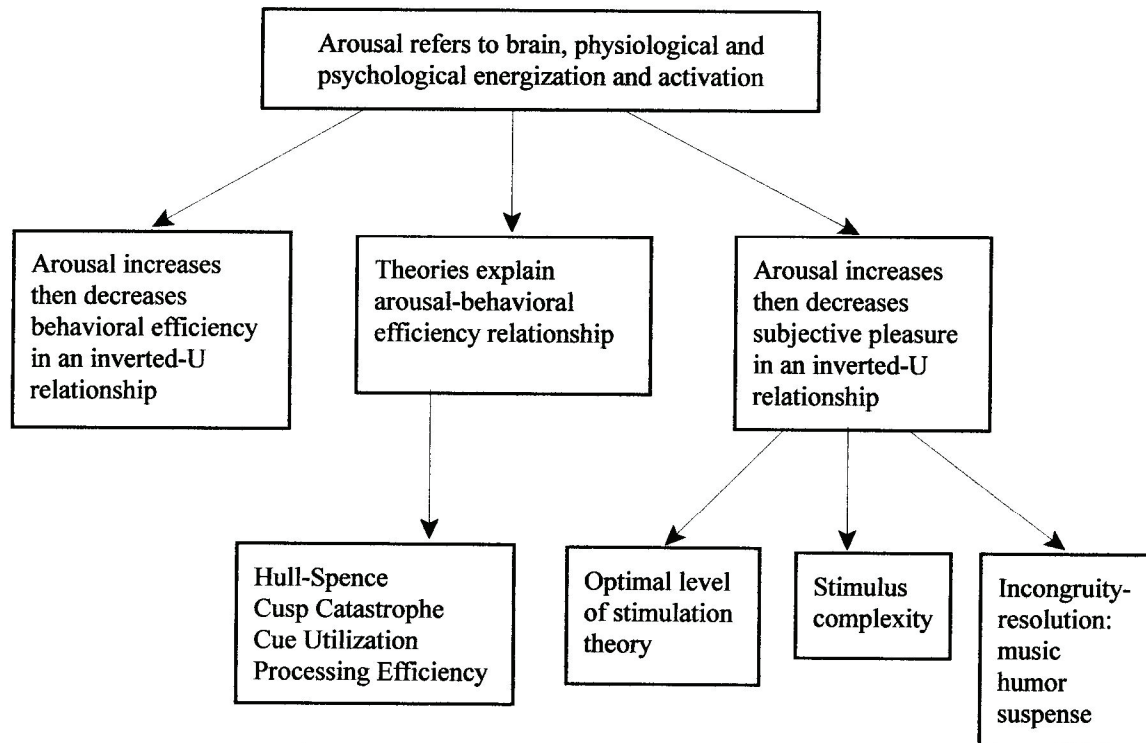 Arousal refers to brain, physiological and
psychological energization and activation
Arousal increases
then decreases
behavioral efficiency
in an inverted-U
relationship
Theories explain
arousal-behavioral
efficiency relationship
Arousal increases
then decreases
subjective pleasure
in an inverted-U
relationship
Hull-Spence
Cusp Catastrophe
Cue Utilization
Processing Efficiency
Optimal level
of stimulation
theory
Stimulus
complexity
Incongruity-
resolution:
music
humor
suspense